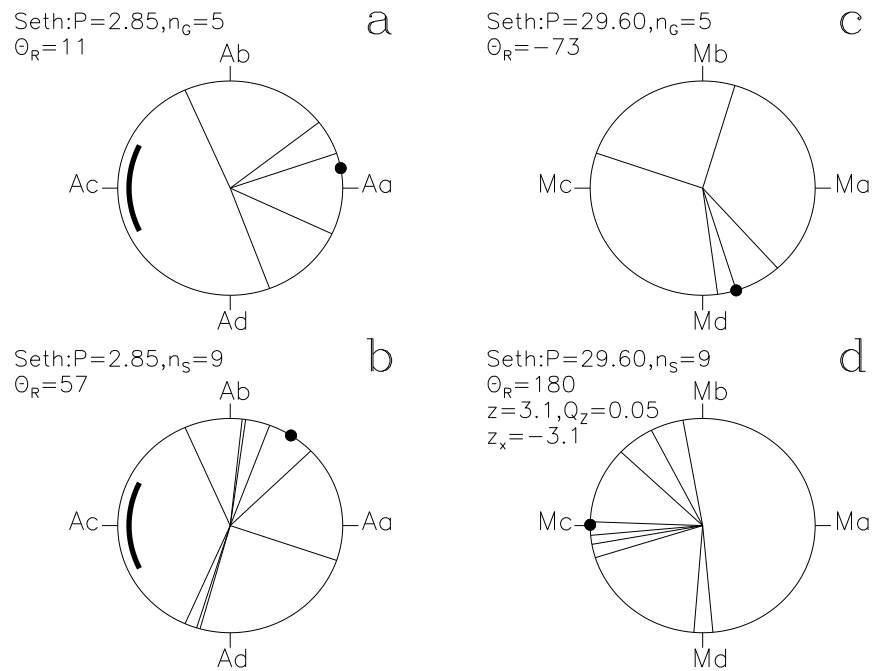 Seth:P=2.85,n_G=5
Θ_R=11
a
Ab
Ac
Aa
Ad
Seth:P=29.60,n_G=5
Θ_R=−73
c
Mb
Mc
Ma
Md
Seth:P=2.85,n_S=9
Θ_R=57
b
Ab
Ac
Aa
Ad
Seth:P=29.60,n_S=9
Θ_R=180
z=3.1,Q_Z=0.05
z_x=−3.1
d
Mb
Mc
Ma
Md